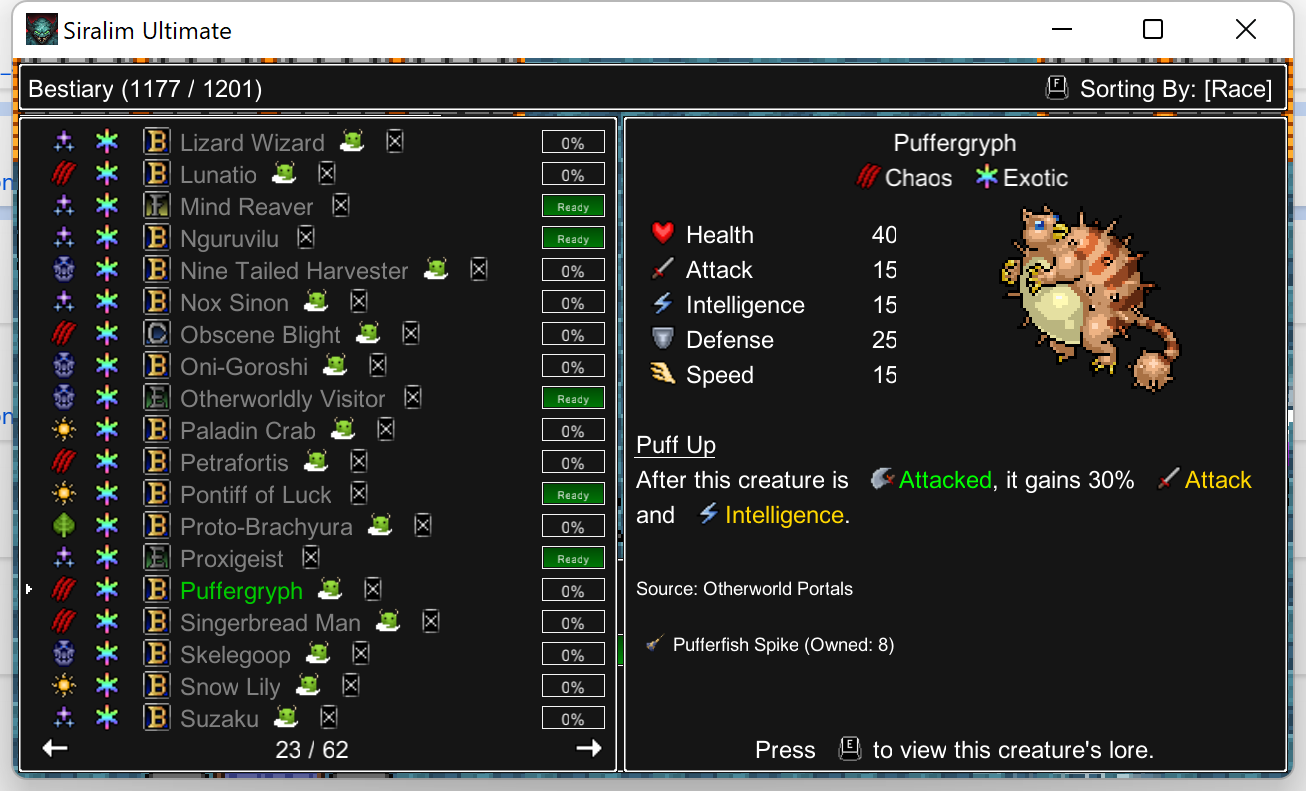 Siralim Ultimate
Bestiary (1177 / 1201)
F Sorting By: [Race]
B Lizard Wizard 0%
B Lunatio 0%
F Mind Reaver Ready
B Nguruvilu Ready
B Nine Tailed Harvester 0%
B Nox Sinon 0%
C Obscene Blight 0%
B Oni-Goroshi 0%
E Otherworldly Visitor Ready
B Paladin Crab 0%
B Petrafortis 0%
B Pontiff of Luck Ready
B Proto-Brachyura 0%
E Proxigeist Ready
B Puffergryph 0%
B Singerbread Man 0%
B Skelegoop 0%
B Snow Lily 0%
B Suzaku 0%
23 / 62
Puffergryph
Chaos Exotic
Health 40
Attack 15
Intelligence 15
Defense 25
Speed 15
Puff Up
After this creature is Attacked, it gains 30% Attack
and Intelligence.
Source: Otherworld Portals
Pufferfish Spike (Owned: 8)
Press E to view this creature's lore.